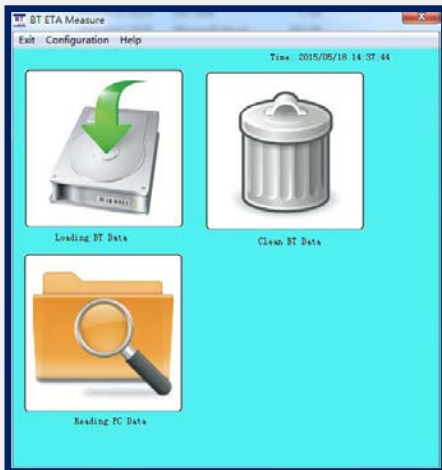 BT BT ETA Measure
Exit Configuration Help
Time: 2015/05/18 14:37:44
Loading BT Data
Clean BT Data
Reading PC Data